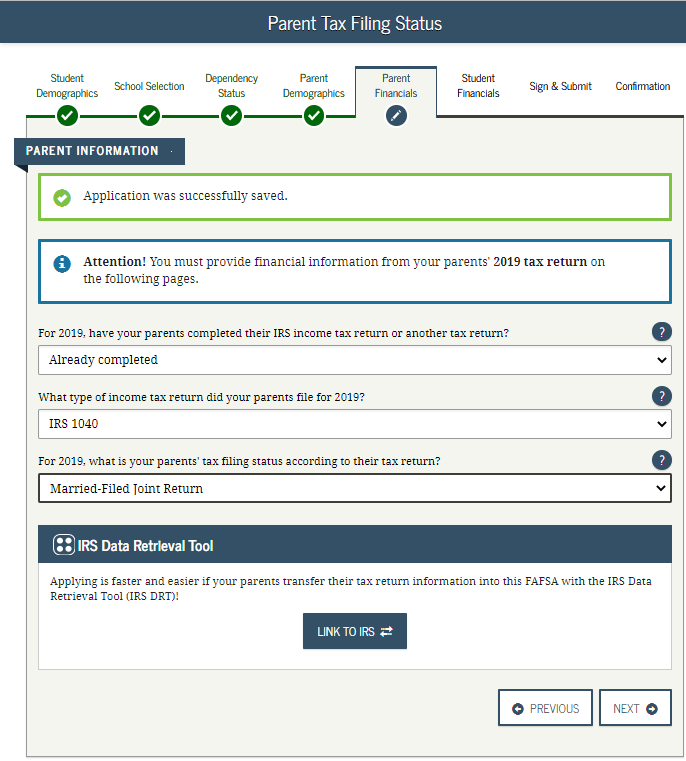 Parent Tax Filing Status
Student Demographics
School Selection
Dependency Status
Parent Demographics
Parent Financials
Student Financials
Sign & Submit
Confirmation
PARENT INFORMATION
Application was successfully saved.
Attention! You must provide financial information from your parents' 2019 tax return on
the following pages.
For 2019, have your parents completed their IRS income tax return or another tax return?
?
Already completed
What type of income tax return did your parents file for 2019?
?
IRS 1040
For 2019, what is your parents' tax filing status according to their tax return?
?
Married-Filed Joint Return
IRS Data Retrieval Tool
Applying is faster and easier if your parents transfer their tax return information into this FAFSA with the IRS Data
Retrieval Tool (IRS DRT)!
LINK TO IRS
PREVIOUS
NEXT